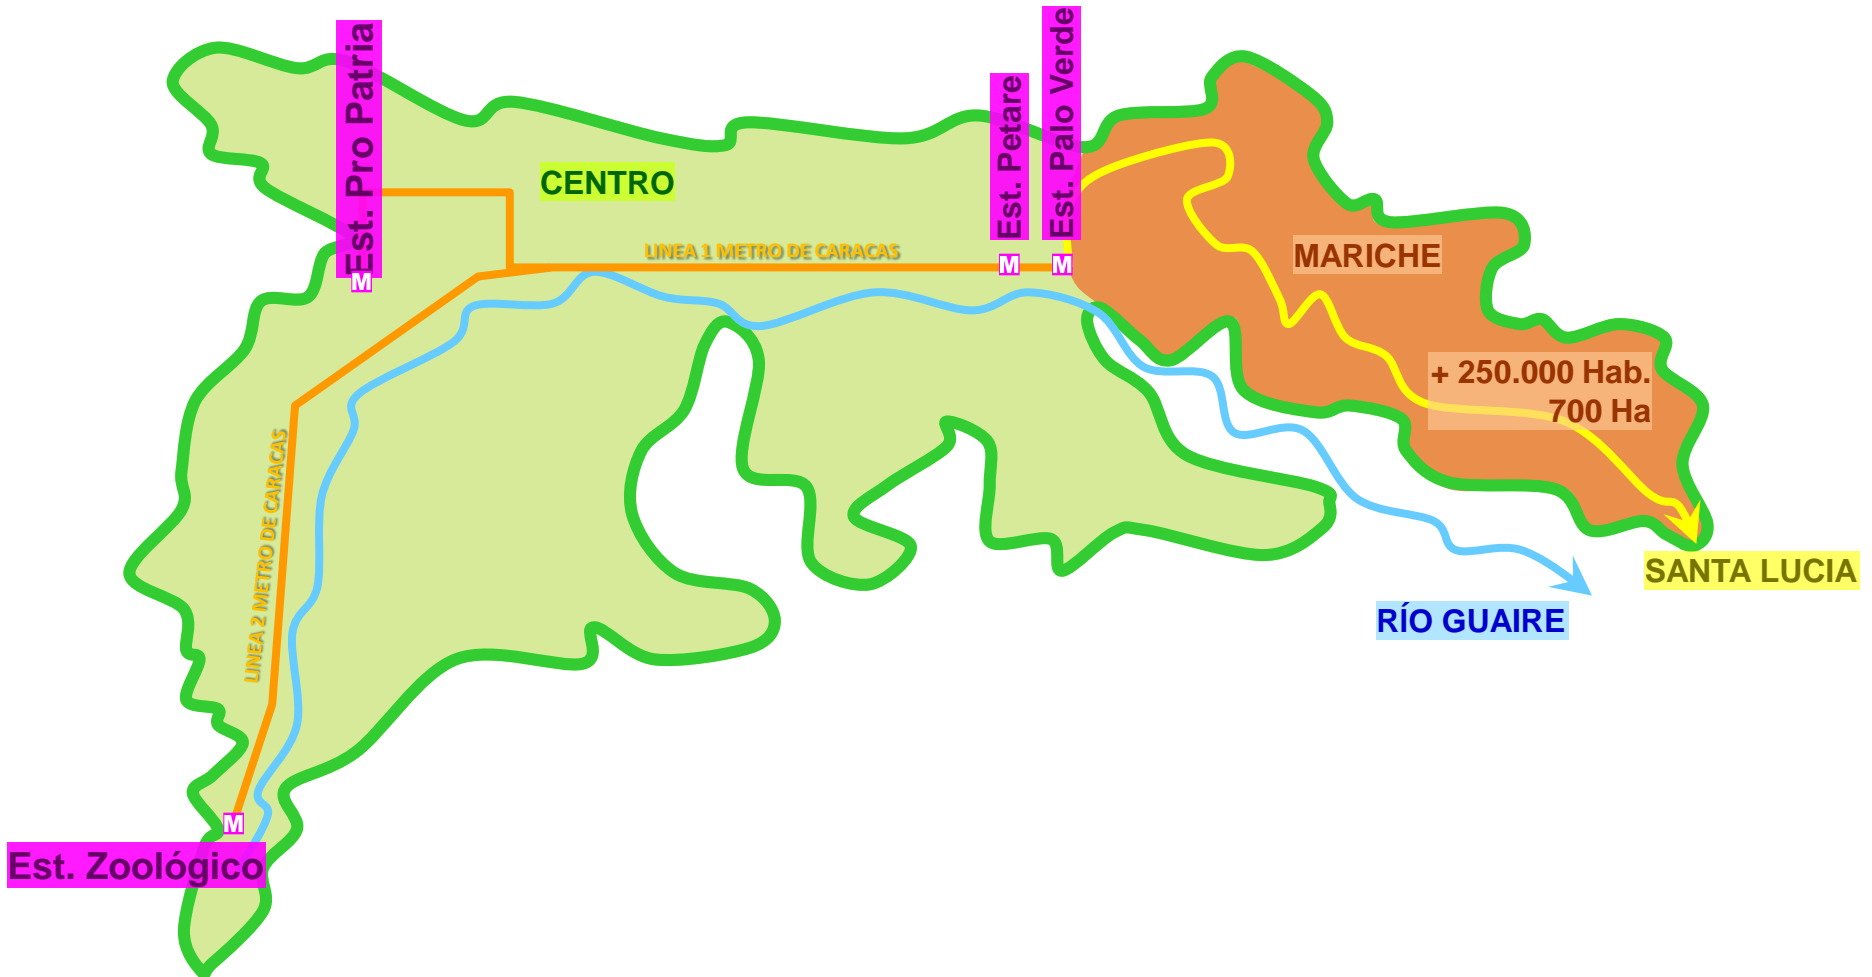 Est. Pro Patria
Est. Petare
Est. Palo Verde
CENTRO
LINEA 1 METRO DE CARACAS
MARICHE
M
M
M
+ 250.000 Hab.
700 Ha
LINEA 2 METRO DE CARACAS
SANTA LUCIA
RÍO GUAIRE
M
Est. Zoológico